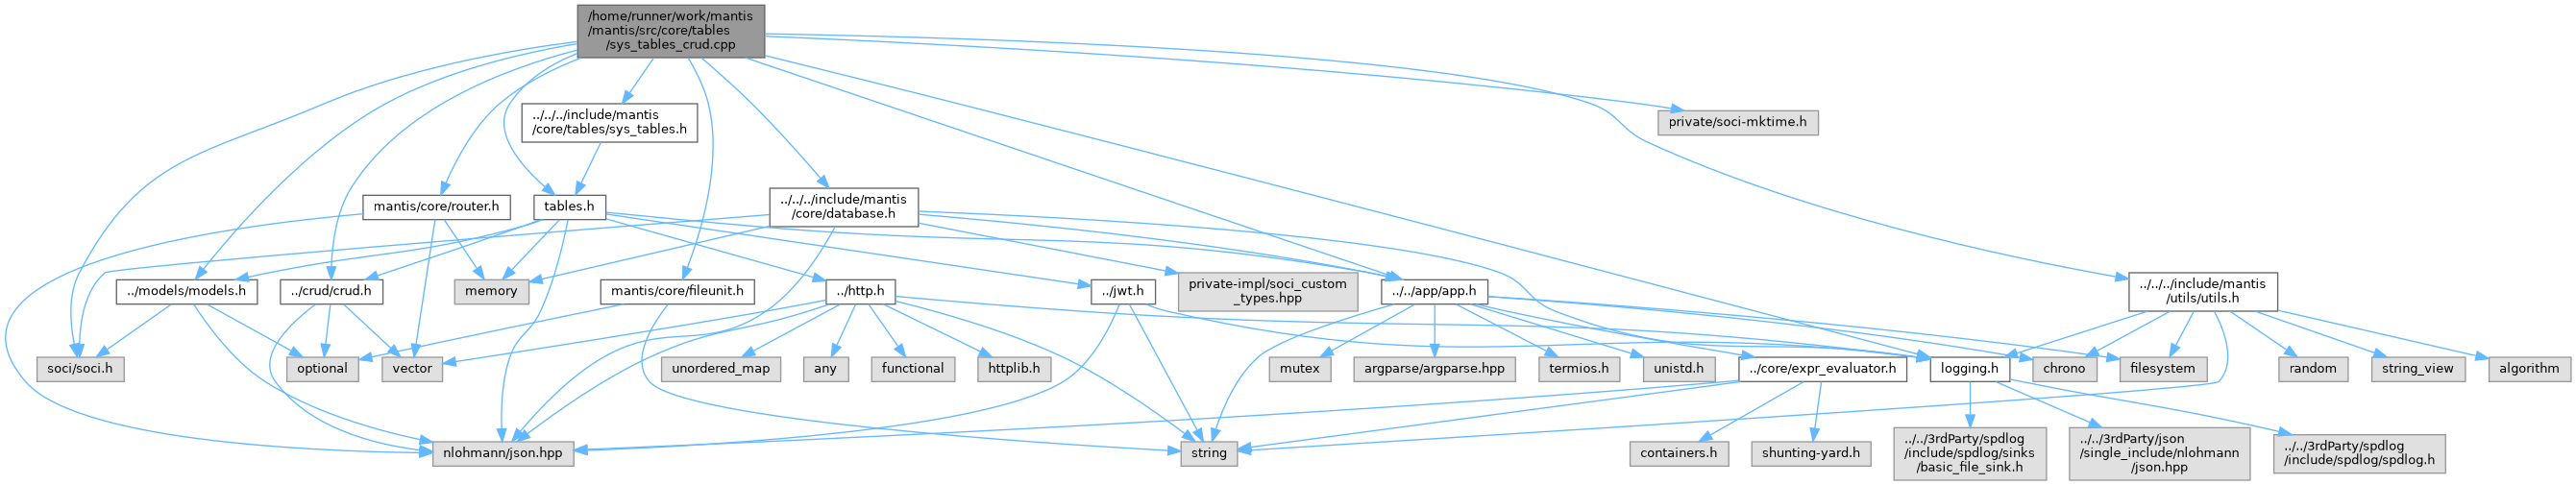 /home/runner/work/mantis
/mantis/src/core/tables
/sys_tables_crud.cpp
../../../include/mantis
/core/tables/sys_tables.h
private/soci-mktime.h
mantis/core/router.h
tables.h
../../../include/mantis
/core/database.h
../models/models.h
../crud/crud.h
memory
mantis/core/fileunit.h
../http.h
../jwt.h
private-impl/soci_custom
_types.hpp
../../app/app.h
../../../include/mantis
/utils/utils.h
soci/soci.h
optional
vector
unordered_map
any
functional
httplib.h
mutex
argparse/argparse.hpp
termios.h
unistd.h
../core/expr_evaluator.h
logging.h
chrono
filesystem
random
string_view
algorithm
nlohmann/json.hpp
string
containers.h
shunting-yard.h
../../3rdParty/spdlog
/include/spdlog/sinks
/basic_file_sink.h
../../3rdParty/json
/single_include/nlohmann
/json.hpp
../../3rdParty/spdlog
/include/spdlog/spdlog.h